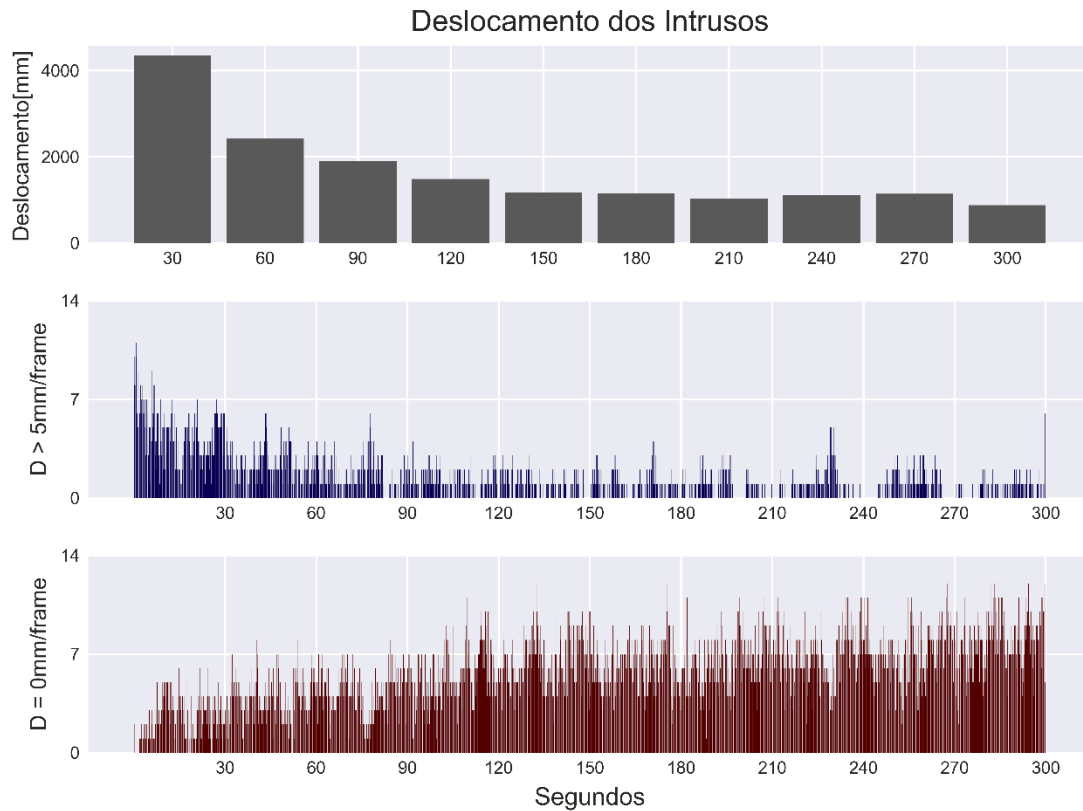 Deslocamento dos Intrusos
Deslocamento[mm]
4000
2000
0
30 60 90 120 150 180 210 240 270 300
D > 5mm/frame
14
7
0
30 60 90 120 150 180 210 240 270 300
D = 0mm/frame
14
7
0
30 60 90 120 150 180 210 240 270 300
Segundos